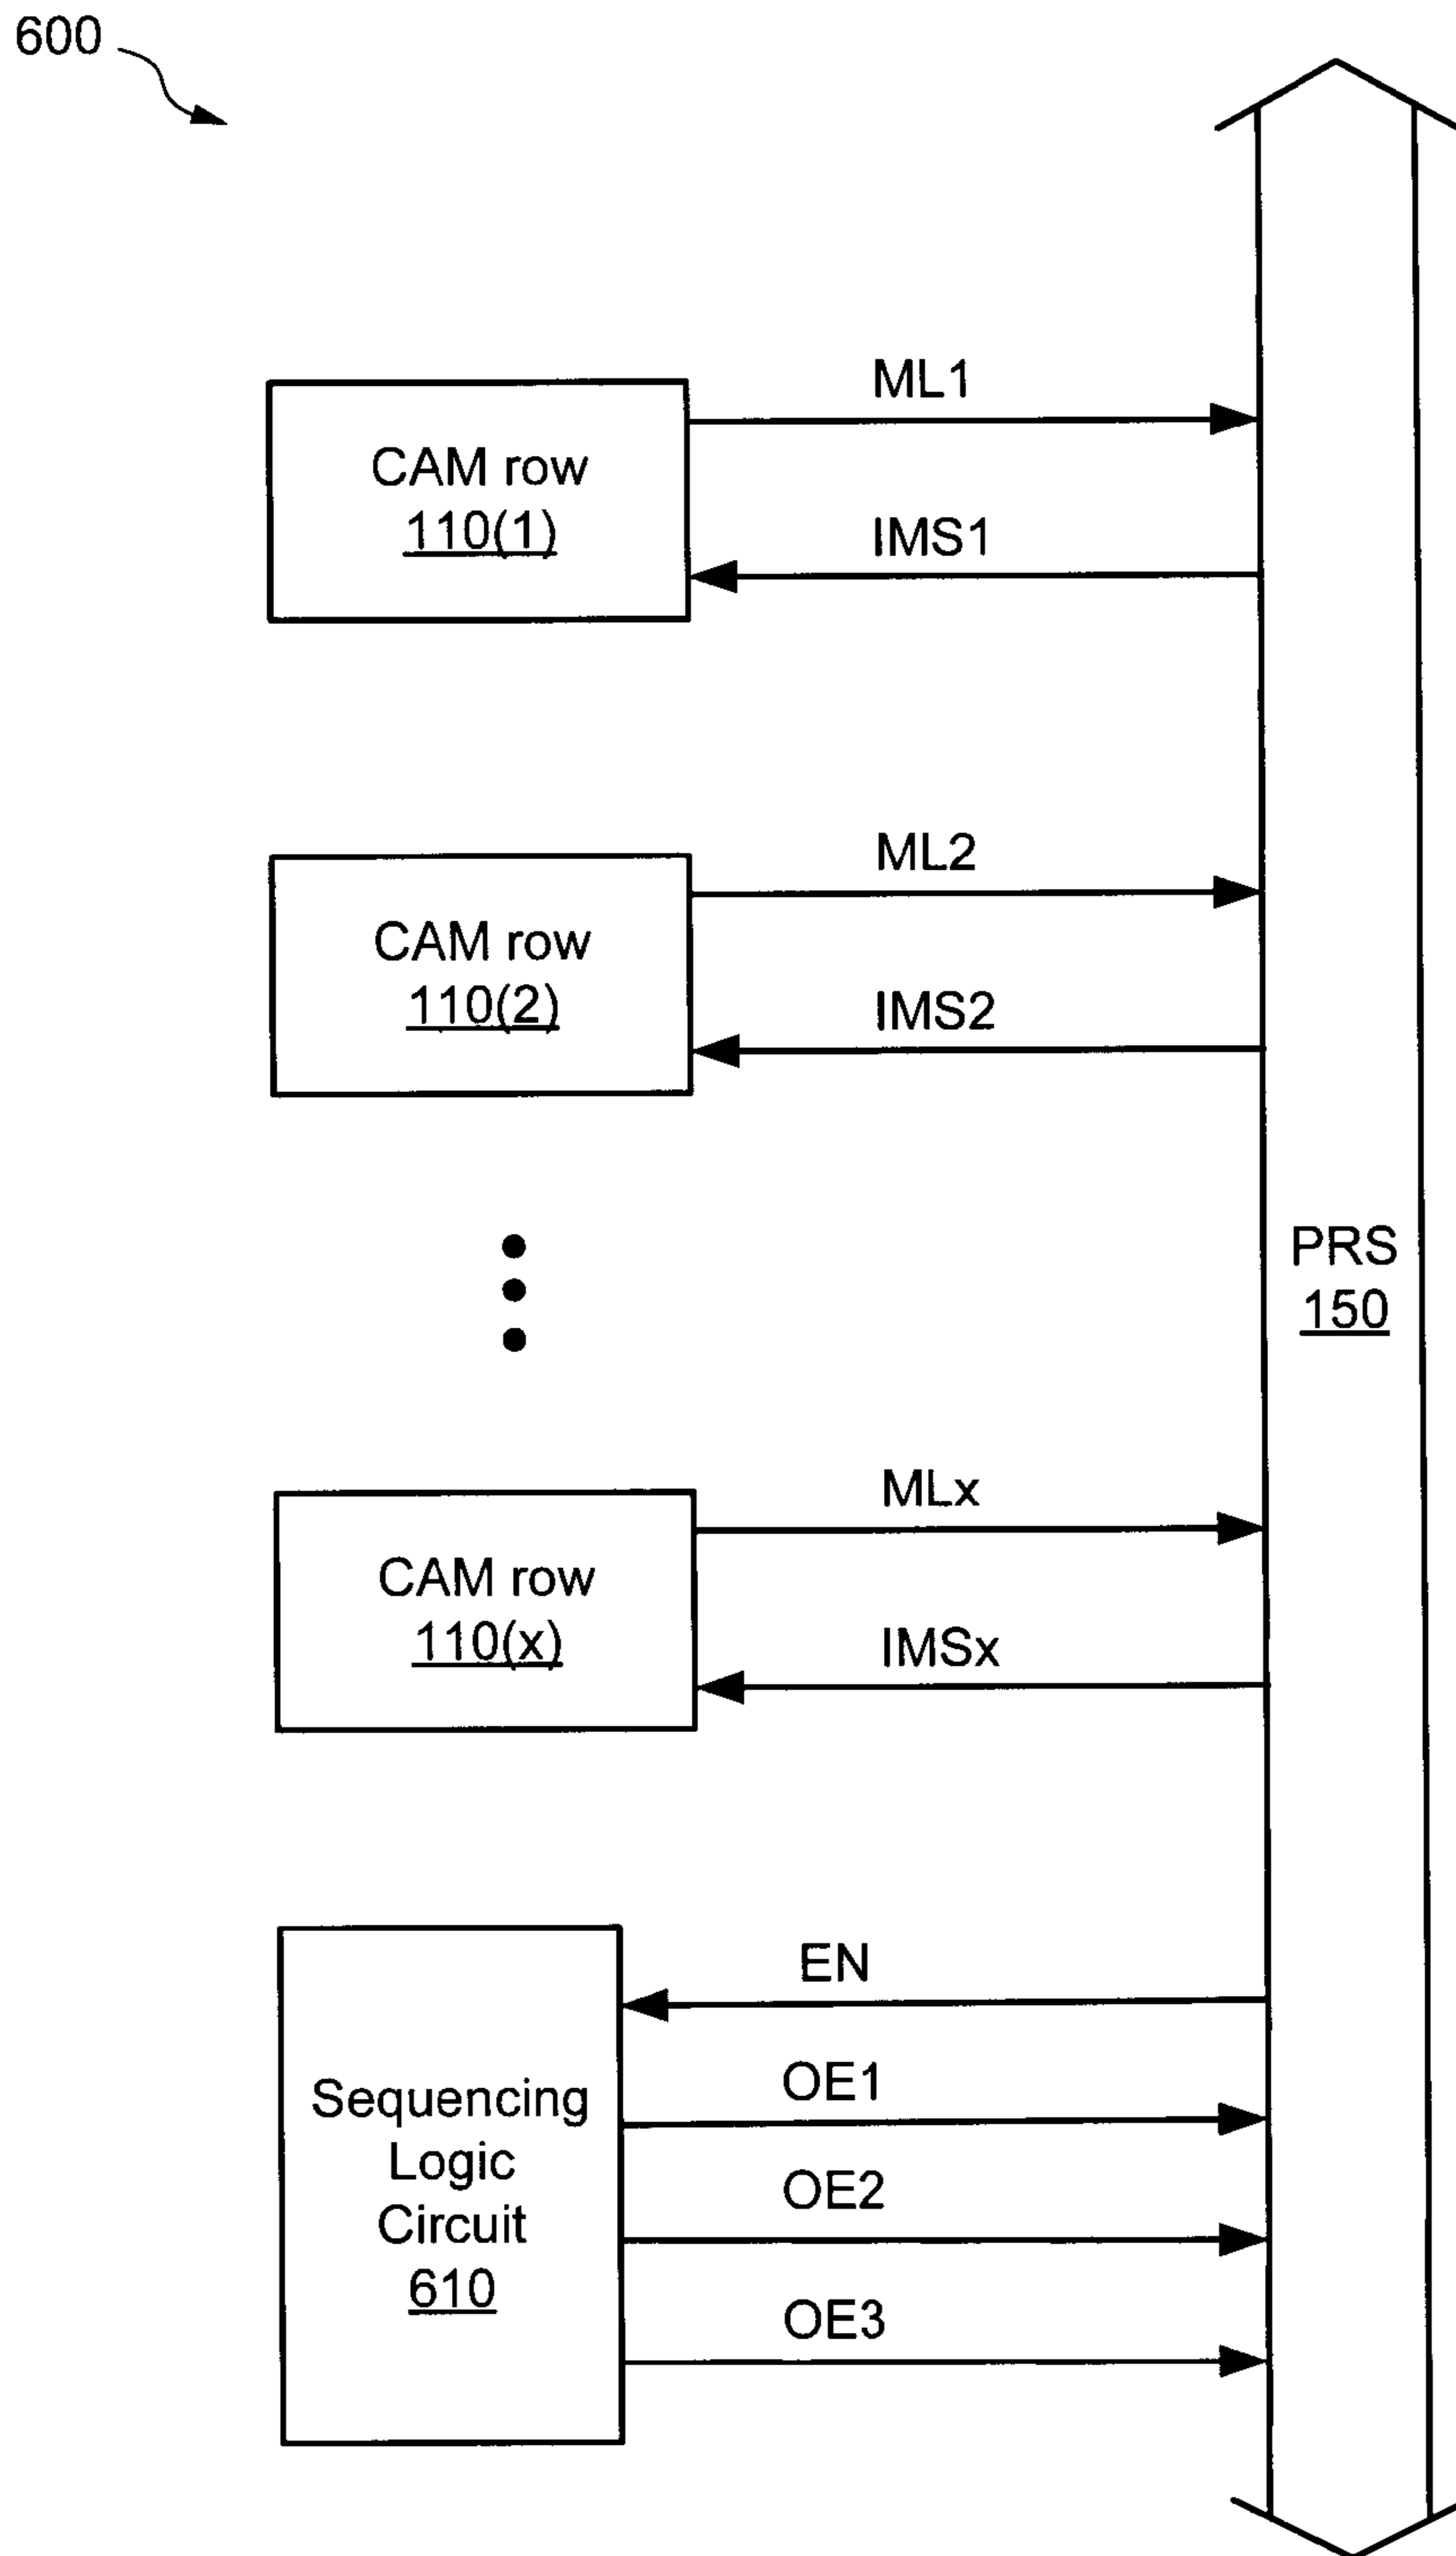 600
ML1
CAM row
110(1)
IMS1
ML2
CAM row
110(2)
IMS2
PRS
150
MLx
CAM row
110(x)
IMSx
EN
OE1
Sequencing
Logic
Circuit
610
OE2
OE3